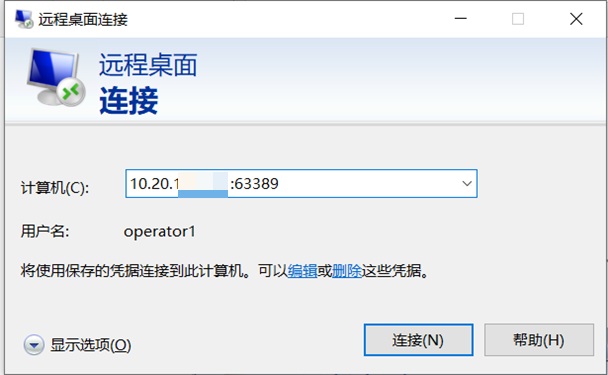 远程桌面连接
远程桌面
连接
计算机(C): 10.20.1 :63389
用户名: operator1
将使用保存的凭据连接到此计算机。可以编辑或删除这些凭据。
显示选项(O) 连接(N) 帮助(H)